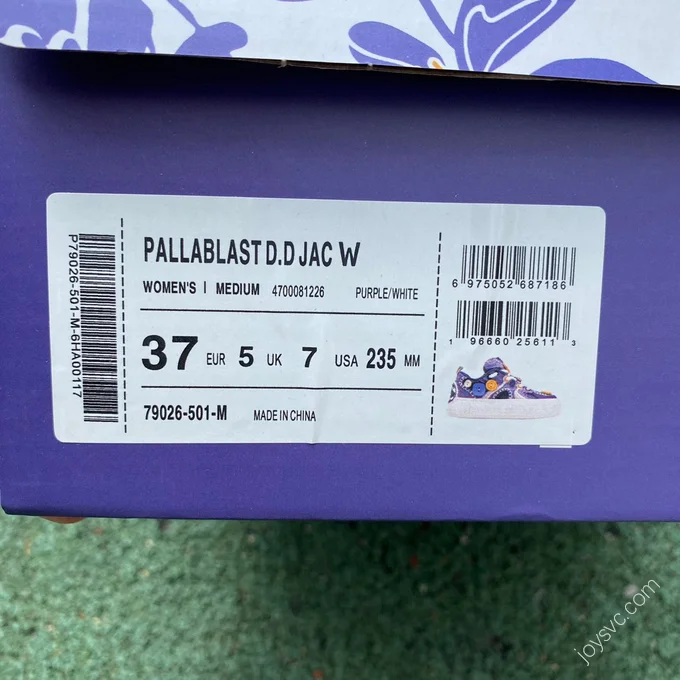 P79026-501-M-6HA00117
PALLABLAST D.D JAC W
WOMEN'S | MEDIUM 4700081226 PURPLE/WHITE
37 EUR 5 UK 7 USA 235 MM
79026-501-M MADE IN CHINA
6 975052 687186
1 96660 25611 3
joysvc.com